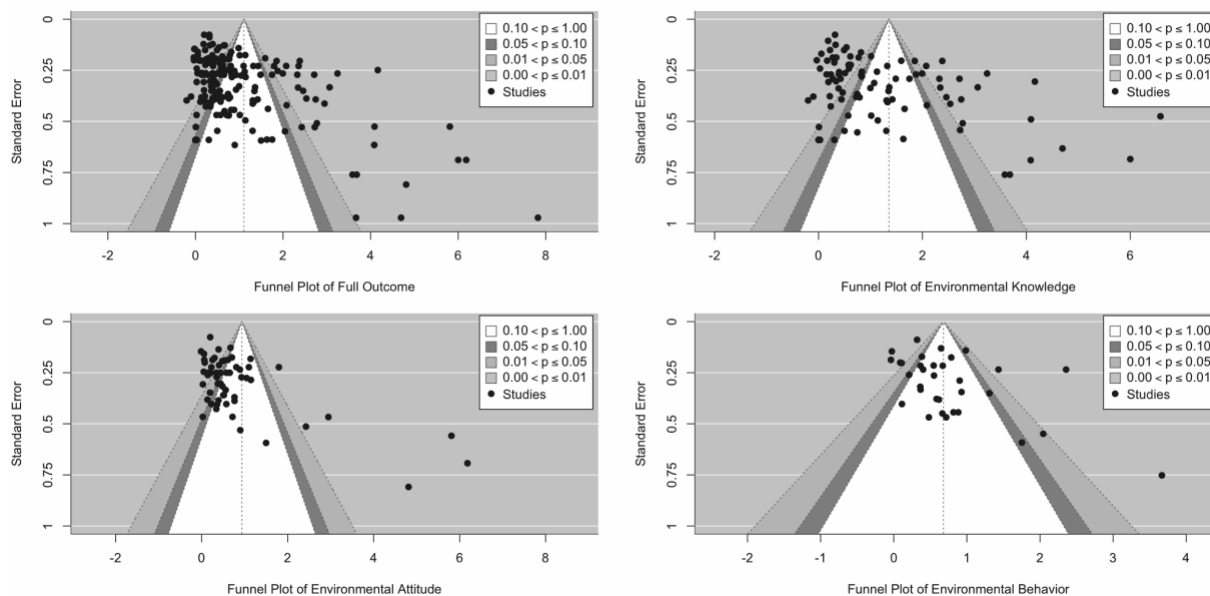 0
0.25
0.5
0.75
1
Standard Error
0.10 < p ≤ 1.00
0.05 < p ≤ 0.10
0.01 < p ≤ 0.05
0.00 < p ≤ 0.01
Studies
-2 0 2 4 6 8
Funnel Plot of Full Outcome
0
0.25
0.5
0.75
1
Standard Error
0.10 < p ≤ 1.00
0.05 < p ≤ 0.10
0.01 < p ≤ 0.05
0.00 < p ≤ 0.01
Studies
-2 0 2 4 6
Funnel Plot of Environmental Knowledge
0
0.25
0.5
0.75
1
Standard Error
0.10 < p ≤ 1.00
0.05 < p ≤ 0.10
0.01 < p ≤ 0.05
0.00 < p ≤ 0.01
Studies
-2 0 2 4 6 8
Funnel Plot of Environmental Attitude
0
0.25
0.5
0.75
1
Standard Error
0.10 < p ≤ 1.00
0.05 < p ≤ 0.10
0.01 < p ≤ 0.05
0.00 < p ≤ 0.01
Studies
-2 -1 0 1 2 3 4
Funnel Plot of Environmental Behavior